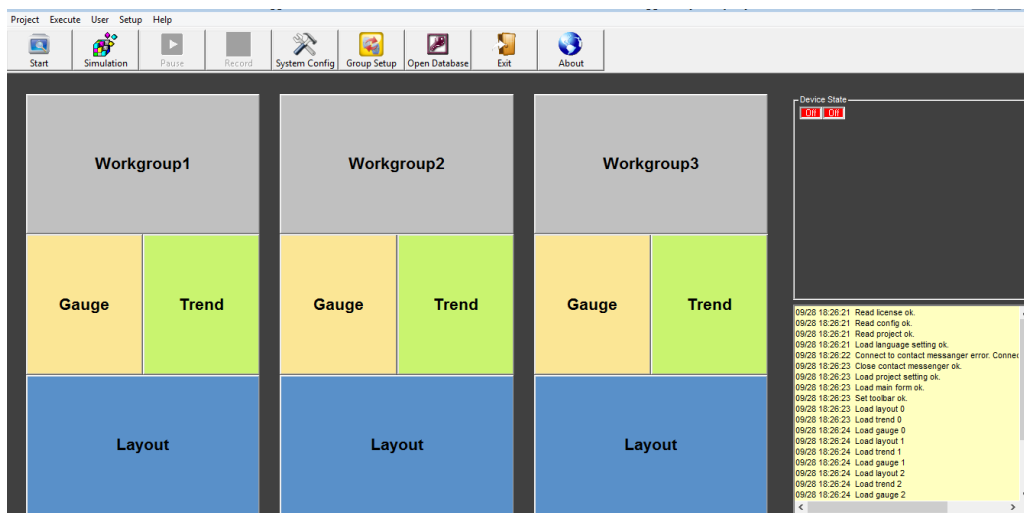 Project Execute User Setup Help
Start Simulation Pause Record System Config Group Setup Open Database Exit About
Workgroup1 Workgroup2 Workgroup3
Gauge Trend Gauge Trend Gauge Trend
Layout Layout Layout
Device State
Off Off
09/28 18:26:21 Read license ok.
09/28 18:26:21 Read config ok.
09/28 18:26:21 Read project ok.
09/28 18:26:21 Load language setting ok.
09/28 18:26:22 Connect to contact messanger error. Connec
09/28 18:26:23 Close contact messenger ok.
09/28 18:26:23 Load project setting ok.
09/28 18:26:23 Load main form ok.
09/28 18:26:23 Set toolbar ok.
09/28 18:26:23 Load layout 0
09/28 18:26:23 Load trend 0
09/28 18:26:24 Load gauge 0
09/28 18:26:24 Load layout 1
09/28 18:26:24 Load trend 1
09/28 18:26:24 Load gauge 1
09/28 18:26:24 Load layout 2
09/28 18:26:24 Load trend 2
09/28 18:26:24 Load gauge 2